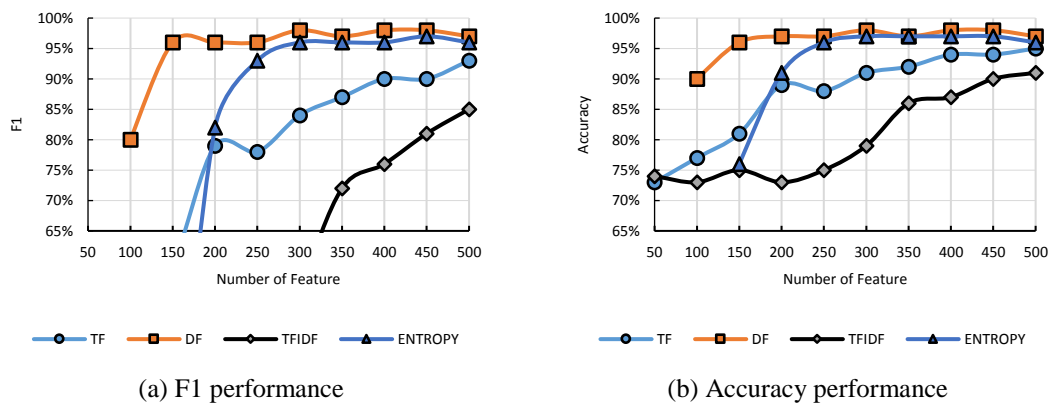 100%
95%
90%
85%
80%
75%
70%
65%
F1
50 100 150 200 250 300 350 400 450 500
Number of Feature
TF DF TFIDF ENTROPY
(a) F1 performance
100%
95%
90%
85%
80%
75%
70%
65%
Accuracy
50 100 150 200 250 300 350 400 450 500
Number of Feature
TF DF TFIDF ENTROPY
(b) Accuracy performance